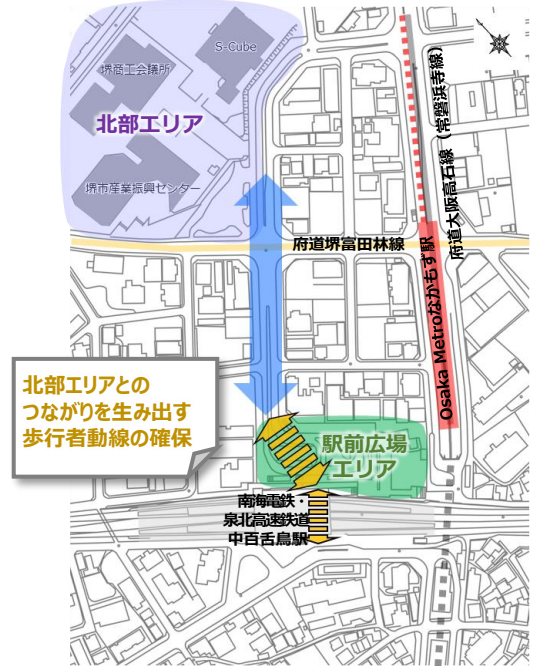 S-Cube
堺商工会議所
北部エリア
堺市産業振興センター
府道堺富田林線
Osaka Metroなかもず駅
府道大阪高石線（常磐浜寺線）
北部エリアとの
つながりを生み出す
歩行者動線の確保
駅前広場
エリア
南海電鉄・
泉北高速鉄道
中百舌鳥駅